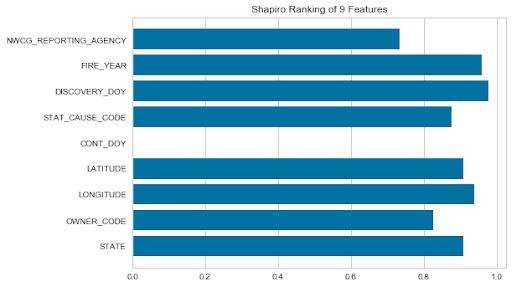 Shapiro Ranking of 9 Features
NWCG_REPORTING_AGENCY
FIRE_YEAR
DISCOVERY_DOY
STAT_CAUSE_CODE
CONT_DOY
LATITUDE
LONGITUDE
OWNER_CODE
STATE
0.0 0.2 0.4 0.6 0.8 1.0